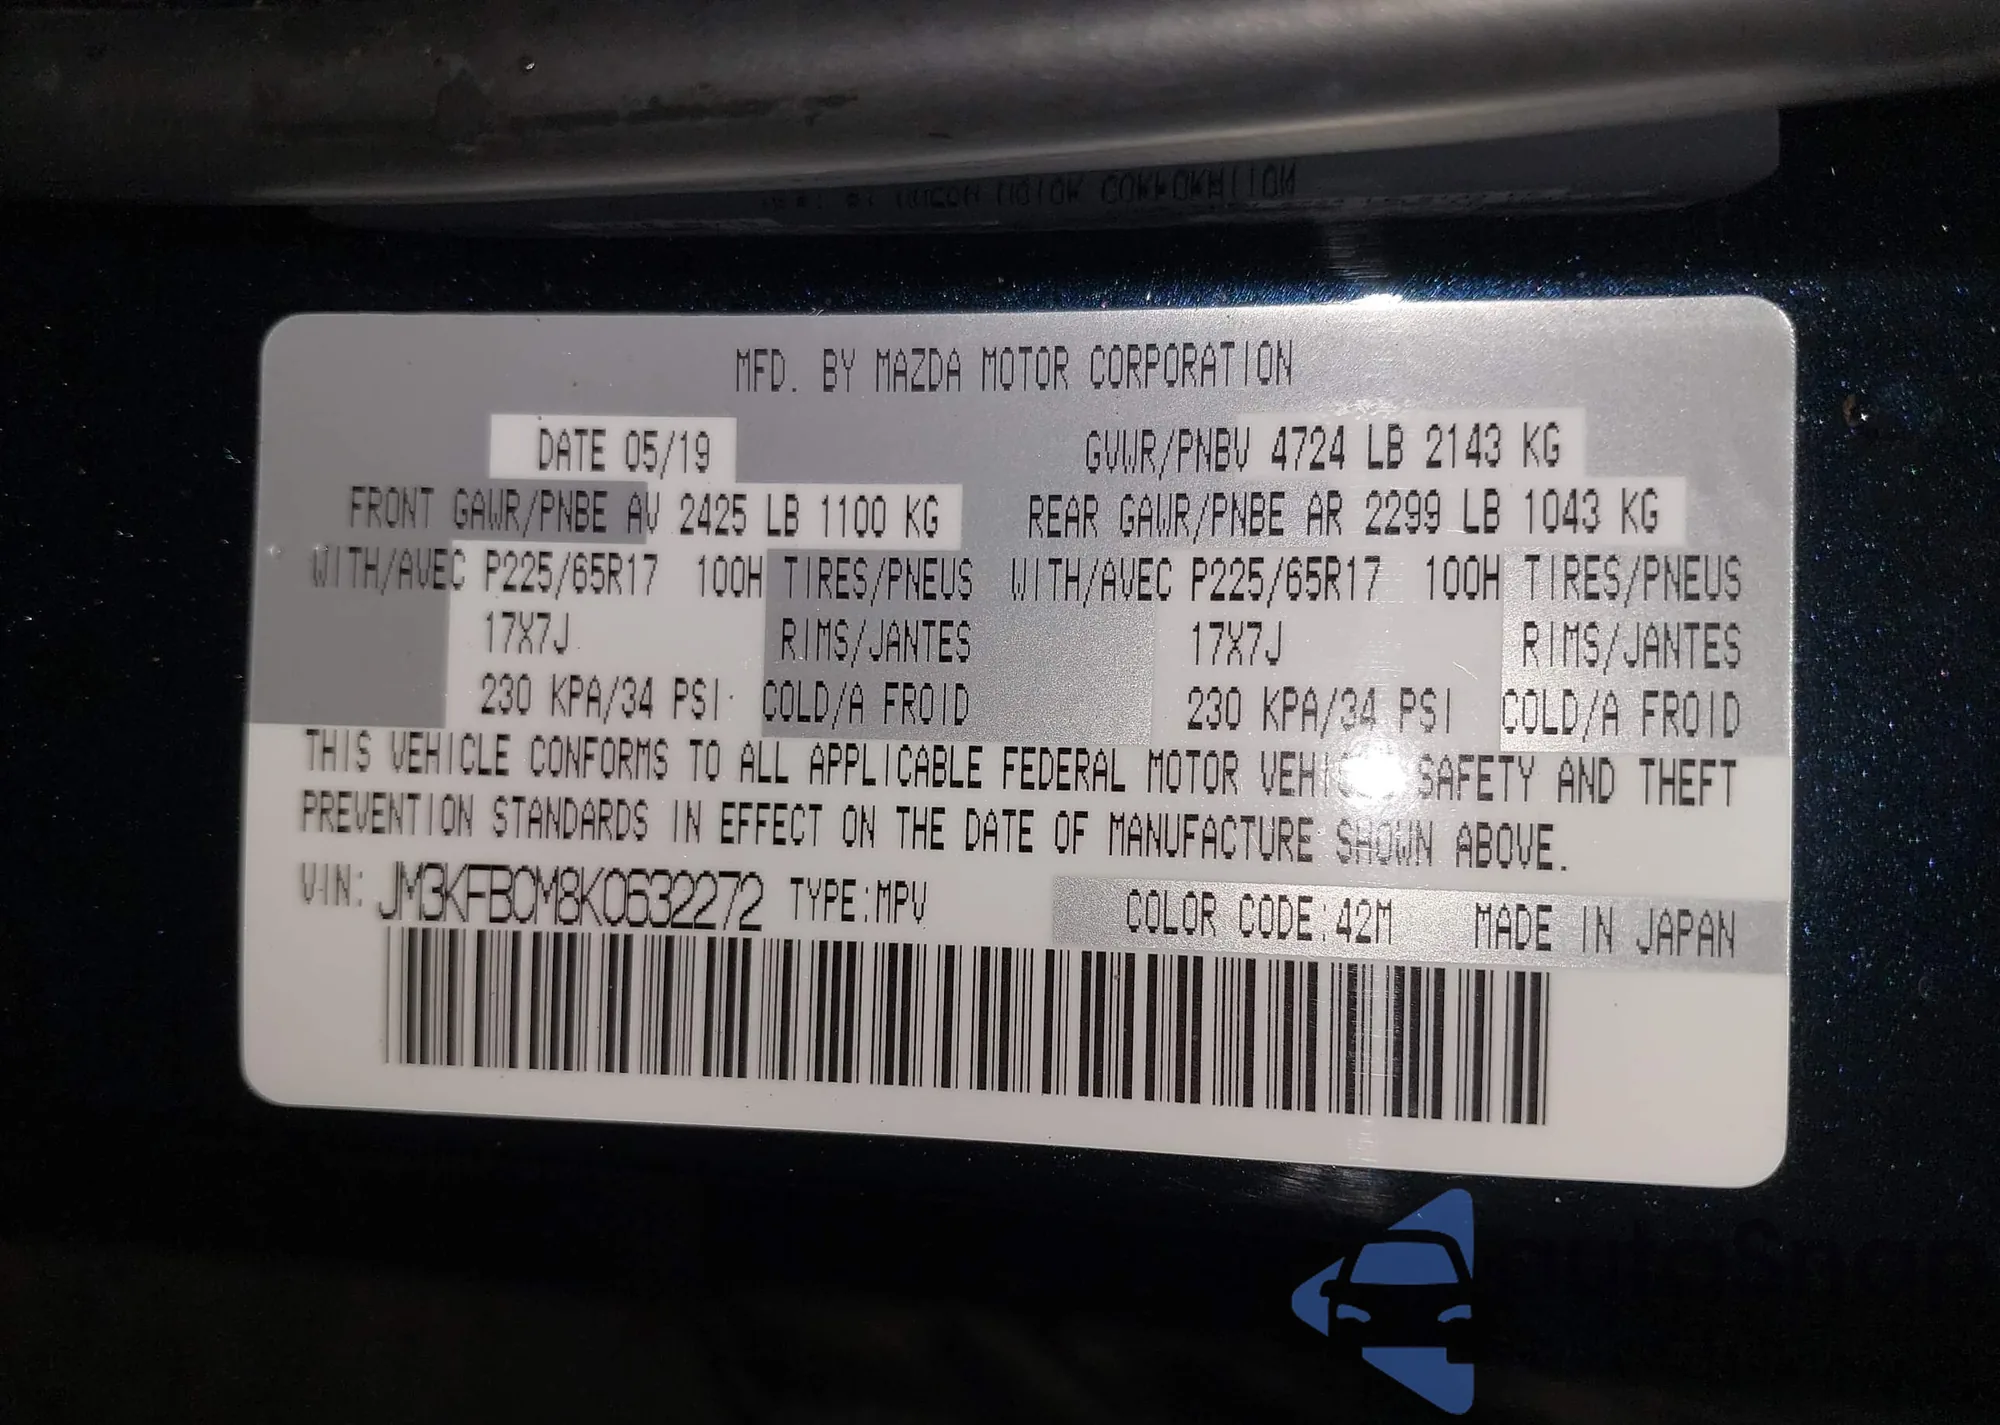 MFD. BY MAZDA MOTOR CORPORATION
DATE 05/19 GVWR/PNBV 4724 LB 2143 KG
FRONT GAWR/PNBE AV 2425 LB 1100 KG REAR GAWR/PNBE AR 2299 LB 1043 KG
WITH/AVEC P225/65R17 100H TIRES/PNEUS WITH/AVEC P225/65R17 100H TIRES/PNEUS
17X7J RIMS/JANTES 17X7J RIMS/JANTES
230 KPA/34 PSI COLD/A FROID 230 KPA/34 PSI COLD/A FROID
THIS VEHICLE CONFORMS TO ALL APPLICABLE FEDERAL MOTOR VEHICLE SAFETY AND THEFT
PREVENTION STANDARDS IN EFFECT ON THE DATE OF MANUFACTURE SHOWN ABOVE.
VIN: JM3KFBCM8K0632272 TYPE:MPV COLOR CODE:42M MADE IN JAPAN